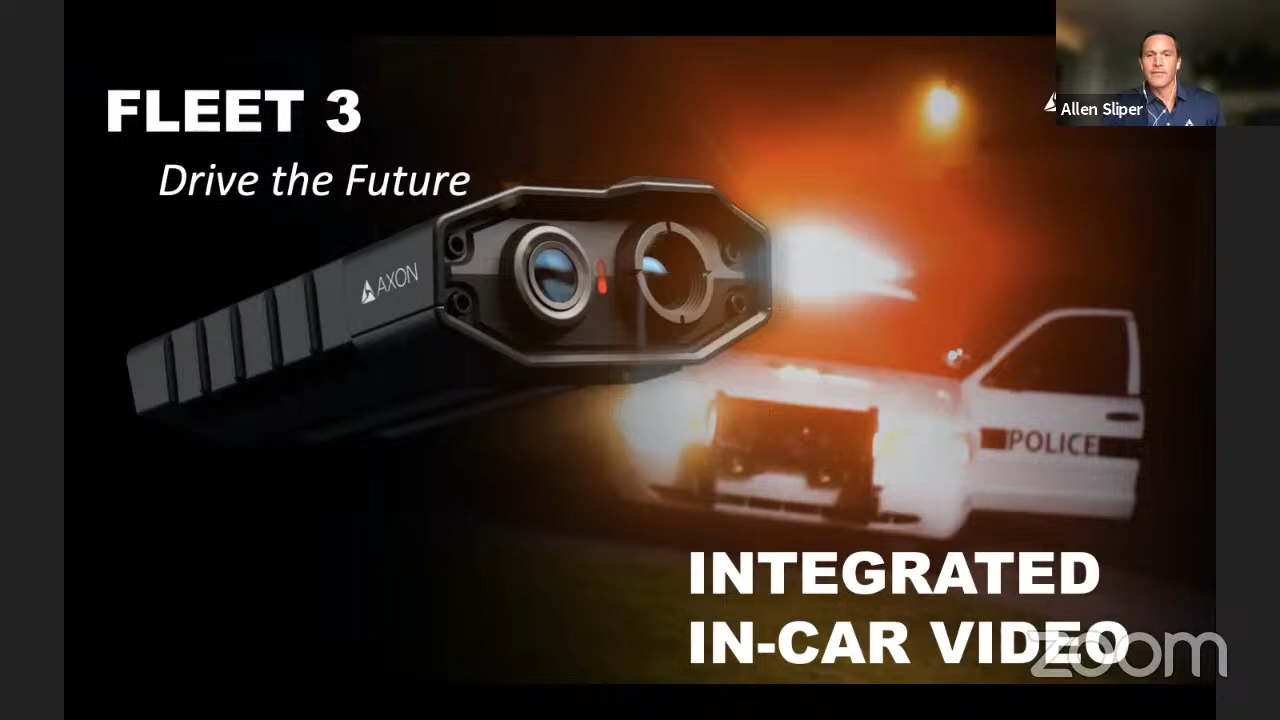 FLEET 3
Drive the Future
Allen Sliper
AXON
POLICE
INTEGRATED
IN-CAR VIDEO
zoom